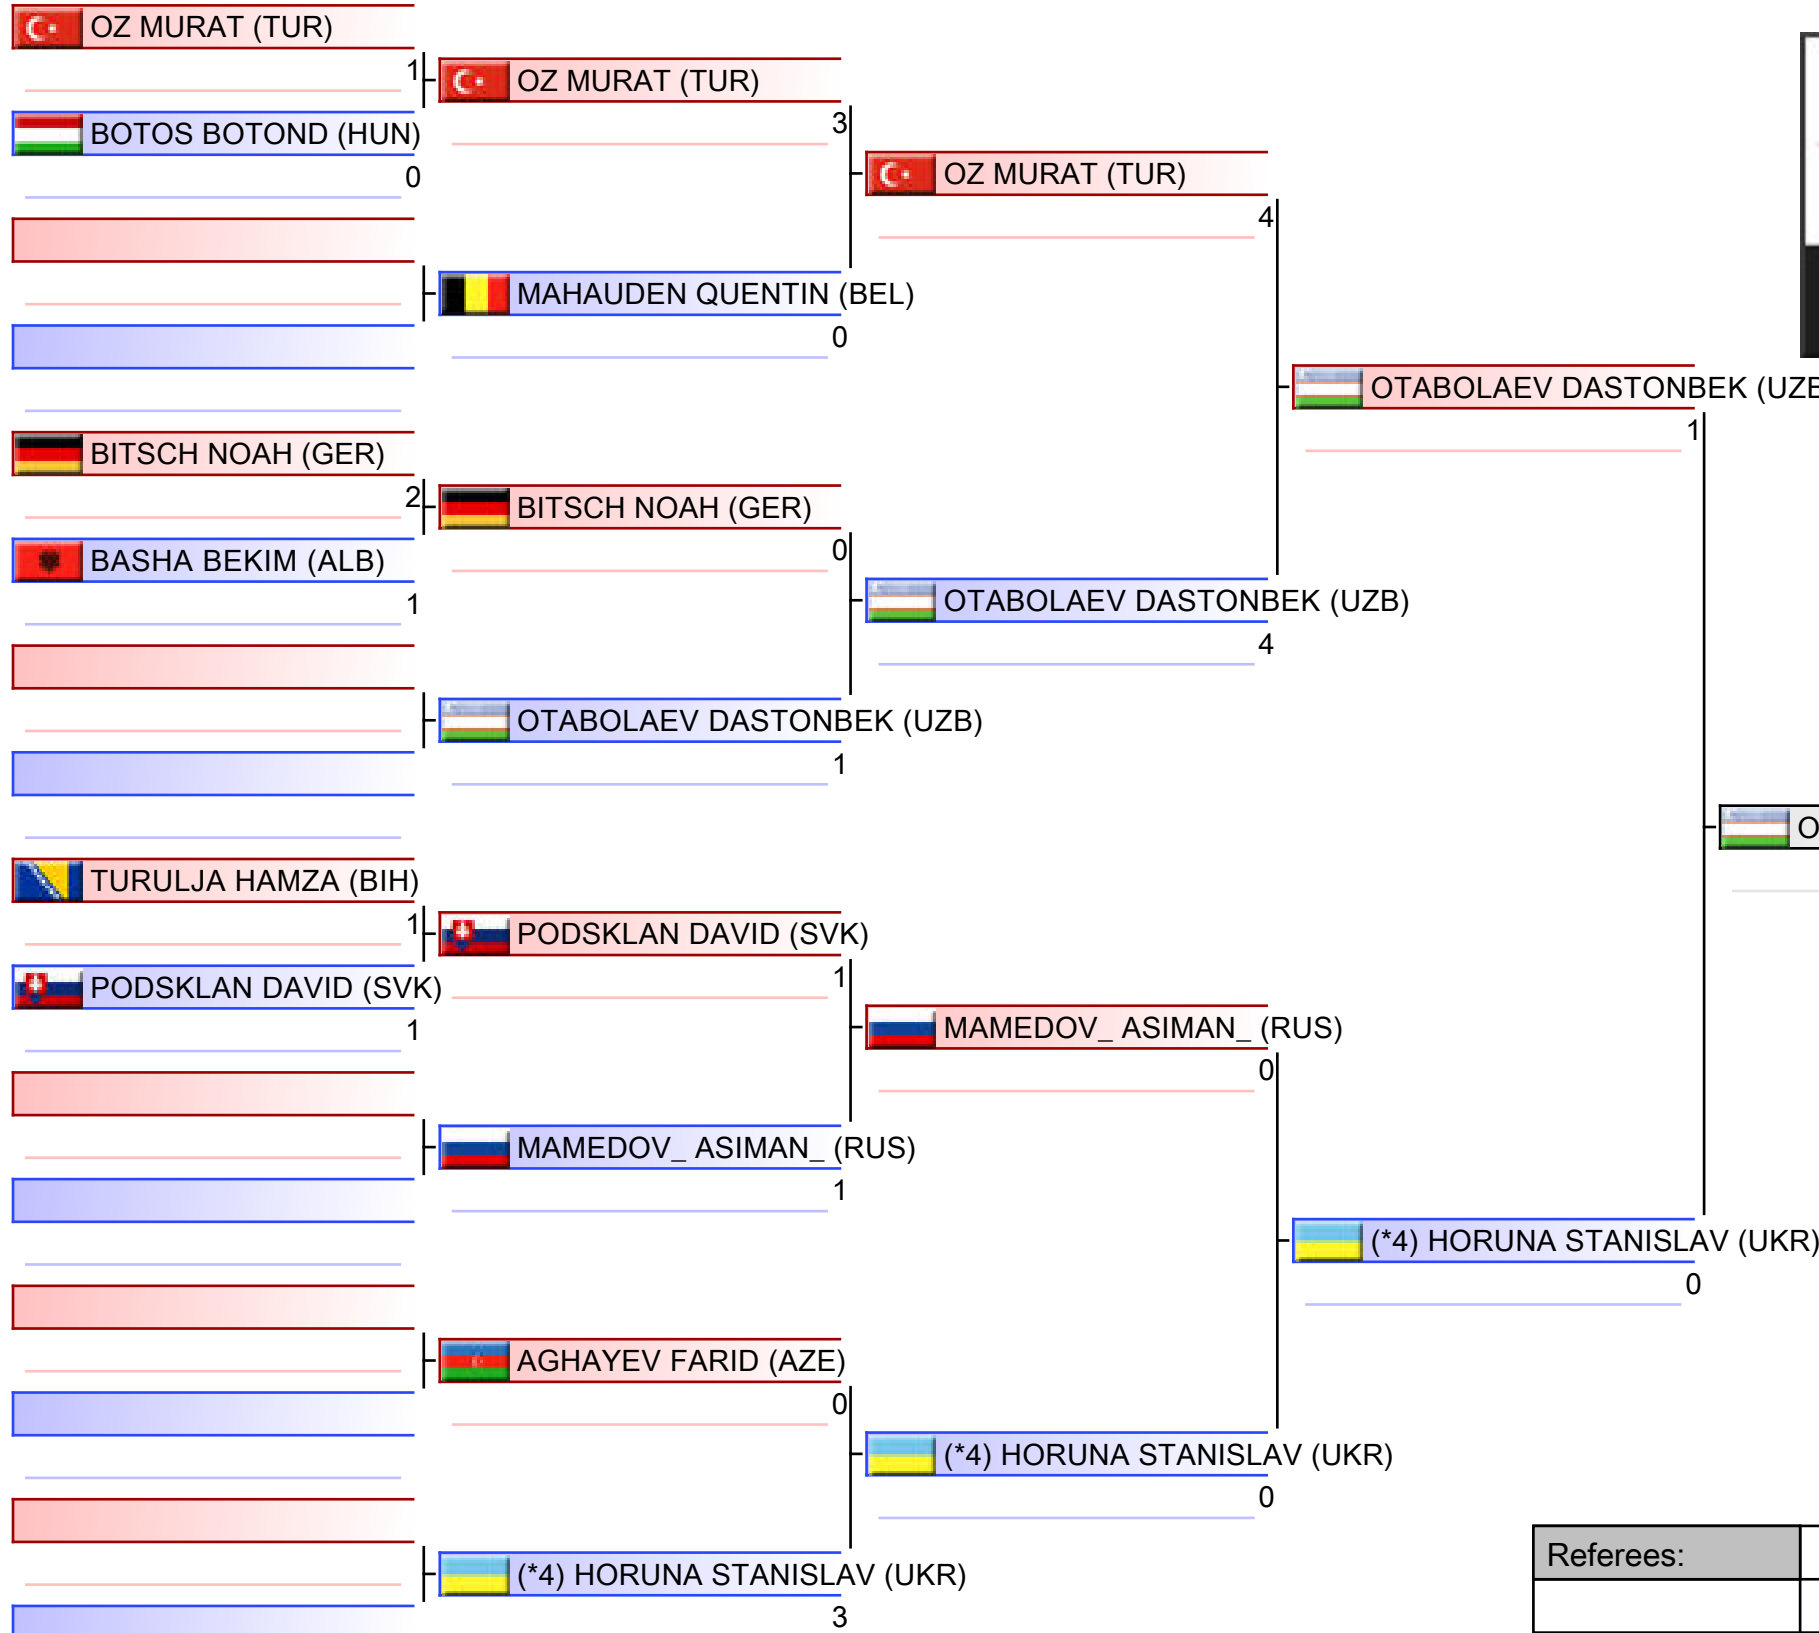 OZ MURAT (TUR)
1
BOTOS BOTOND (HUN)
0
BITSCH NOAH (GER)
2
BASHA BEKIM (ALB)
1
TURULJA HAMZA (BIH)
1
PODSKLAN DAVID (SVK)
1
OZ MURAT (TUR)
3
MAHAUDEN QUENTIN (BEL)
0
BITSCH NOAH (GER)
0
OTABOLAEV DASTONBEK (UZB)
1
PODSKLAN DAVID (SVK)
1
MAMEDOV_ ASIMAN_ (RUS)
1
AGHAYEV FARID (AZE)
0
(*4) HORUNA STANISLAV (UKR)
3
OZ MURAT (TUR)
4
OTABOLAEV DASTONBEK (UZB)
4
MAMEDOV_ ASIMAN_ (RUS)
0
(*4) HORUNA STANISLAV (UKR)
0
OTABOLAEV DASTONBEK (UZB
1
(*4) HORUNA STANISLAV (UKR)
0
O
Referees: